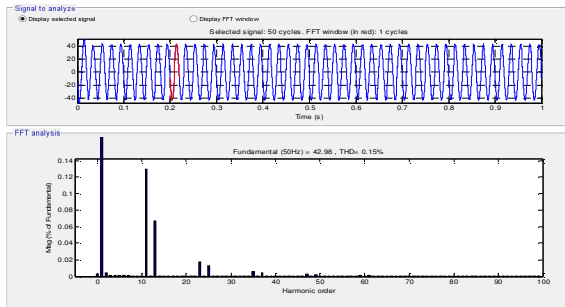 Signal to analyze
Display selected signal Display FFT window
Selected signal: 50 cycles. FFT window (in red): 1 cycles
40
20
0
-20
-40
0 0.1 0.2 0.3 0.4 0.5 0.6 0.7 0.8 0.9 1
Time (s)
FFT analysis
Fundamental (50Hz) = 42.98 , THD= 0.15%
0.14
0.12
0.1
0.08
0.06
0.04
0.02
0
Mag (% of Fundamental)
0 10 20 30 40 50 60 70 80 90 100
Harmonic order